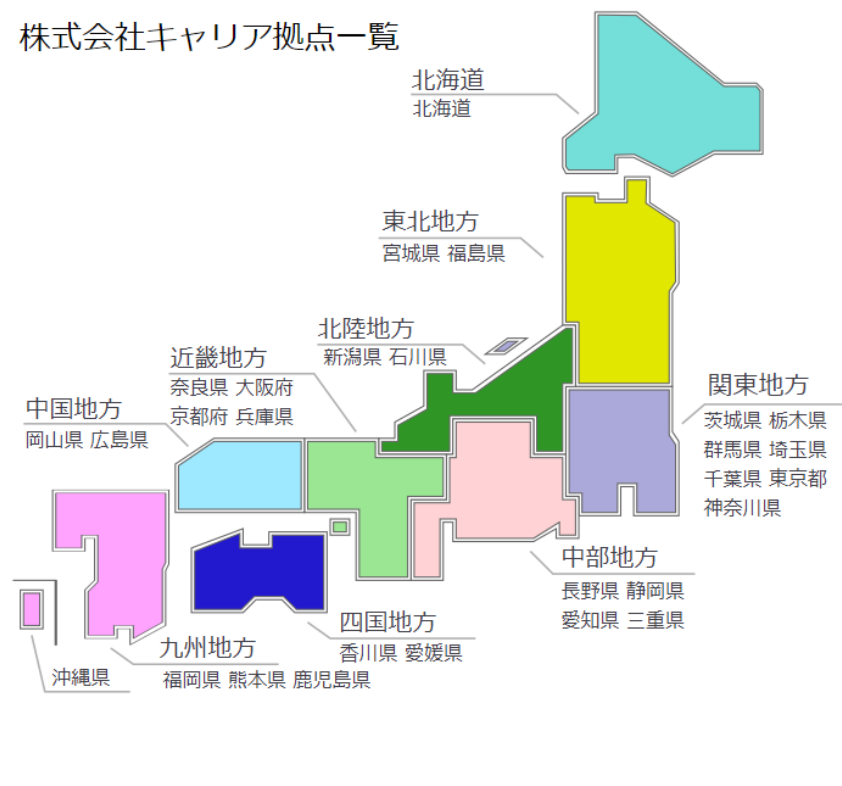 株式会社キャリア拠点一覧
北海道
北海道
東北地方
宮城県 福島県
北陸地方
新潟県 石川県
近畿地方
奈良県 大阪府
京都府 兵庫県
中国地方
岡山県 広島県
関東地方
茨城県 栃木県
群馬県 埼玉県
千葉県 東京都
神奈川県
中部地方
長野県 静岡県
愛知県 三重県
四国地方
香川県 愛媛県
九州地方
福岡県 熊本県 鹿児島県
沖縄県